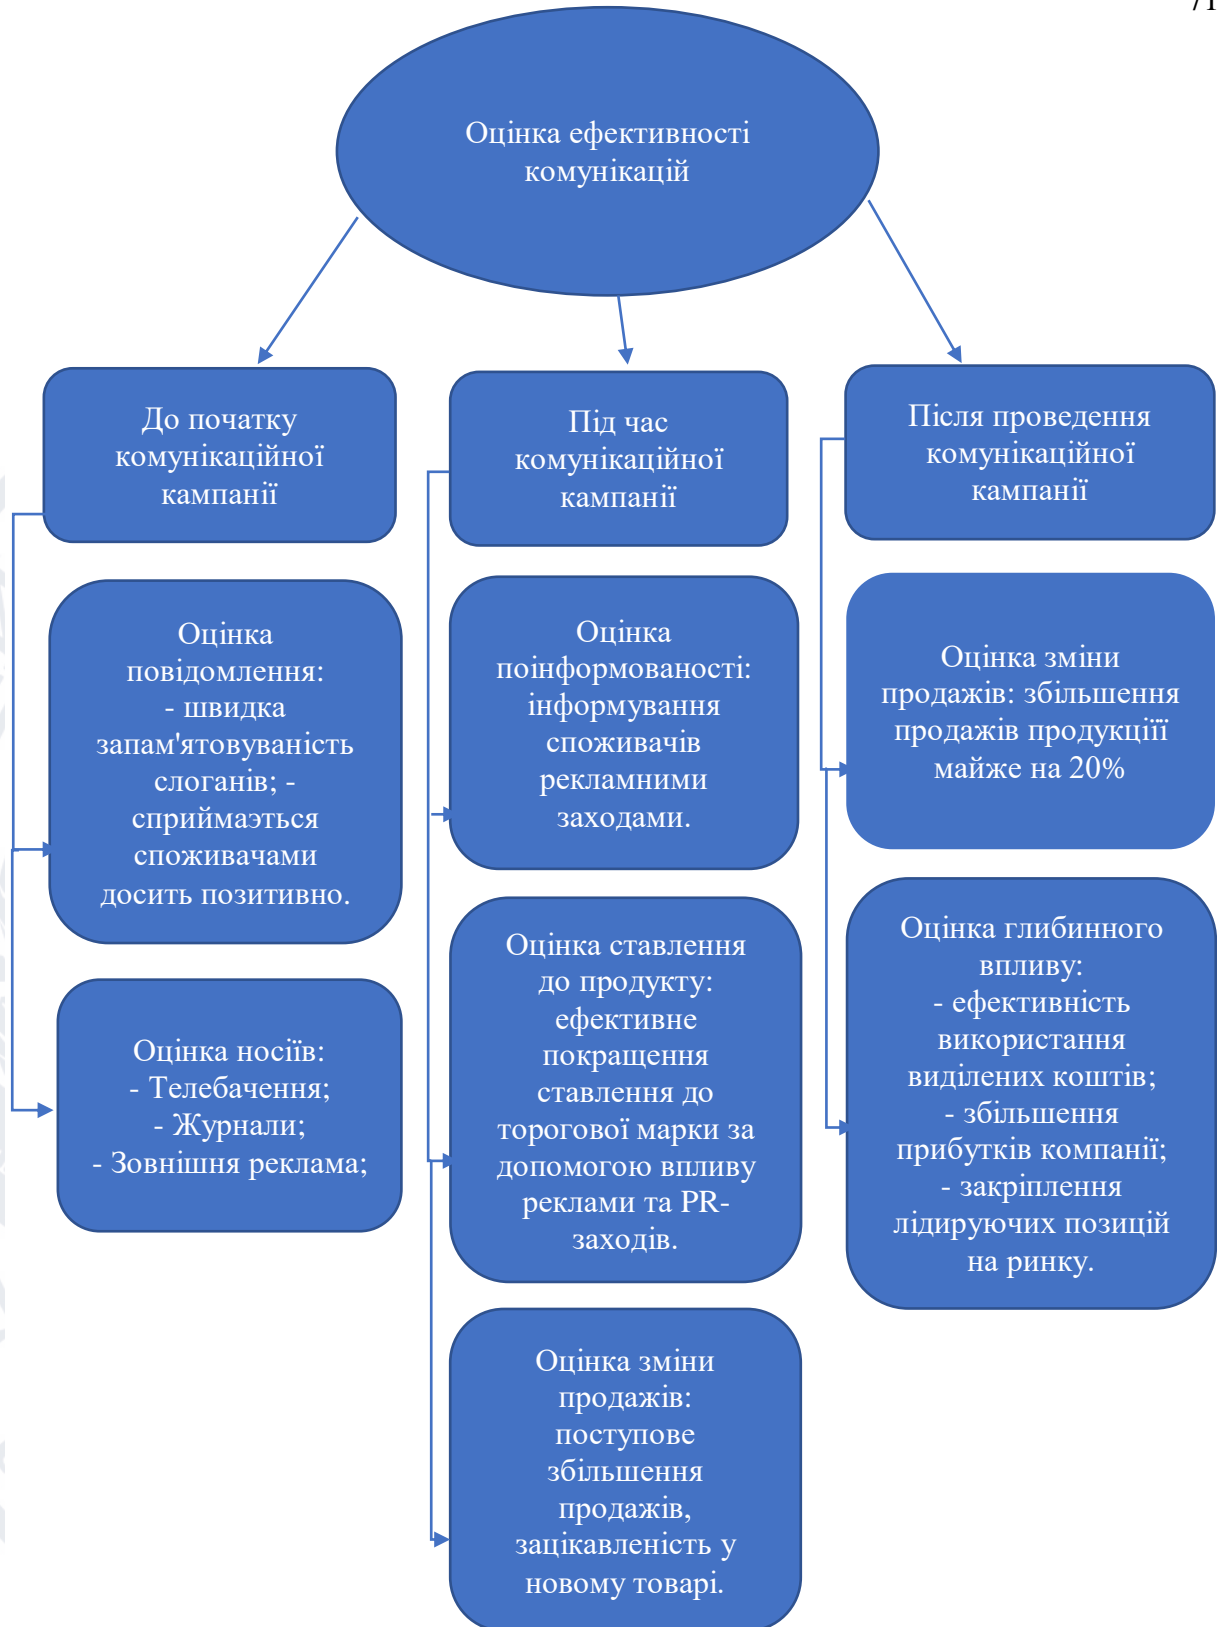 Оцінка ефективності
комунікацій
До початку
комунікаційної
кампанії
Під час
комунікаційної
кампанії
Після проведення
комунікаційної
кампанії
Оцінка
повідомлення:
- швидка
запам'ятовуваність
слоганів; -
сприймаэться
споживачами
досить позитивно.
Оцінка
поінформованості:
інформування
споживачів
рекламними
заходами.
Оцінка зміни
продажів: збільшення
продажів продукціїї
майже на 20%
Оцінка носіїв:
- Телебачення;
- Журнали;
- Зовнішня реклама;
Оцінка ставлення
до продукту:
ефективне
покращення
ставлення до
торогової марки за
допомогою впливу
реклами та PR-
заходів.
Оцінка глибинного
впливу:
- ефективність
використання
виділених коштів;
- збільшення
прибутків компанії;
- закріплення
лідируючих позицій
на ринку.
Оцінка зміни
продажів:
поступове
збільшення
продажів,
зацікавленість у
новому товарі.